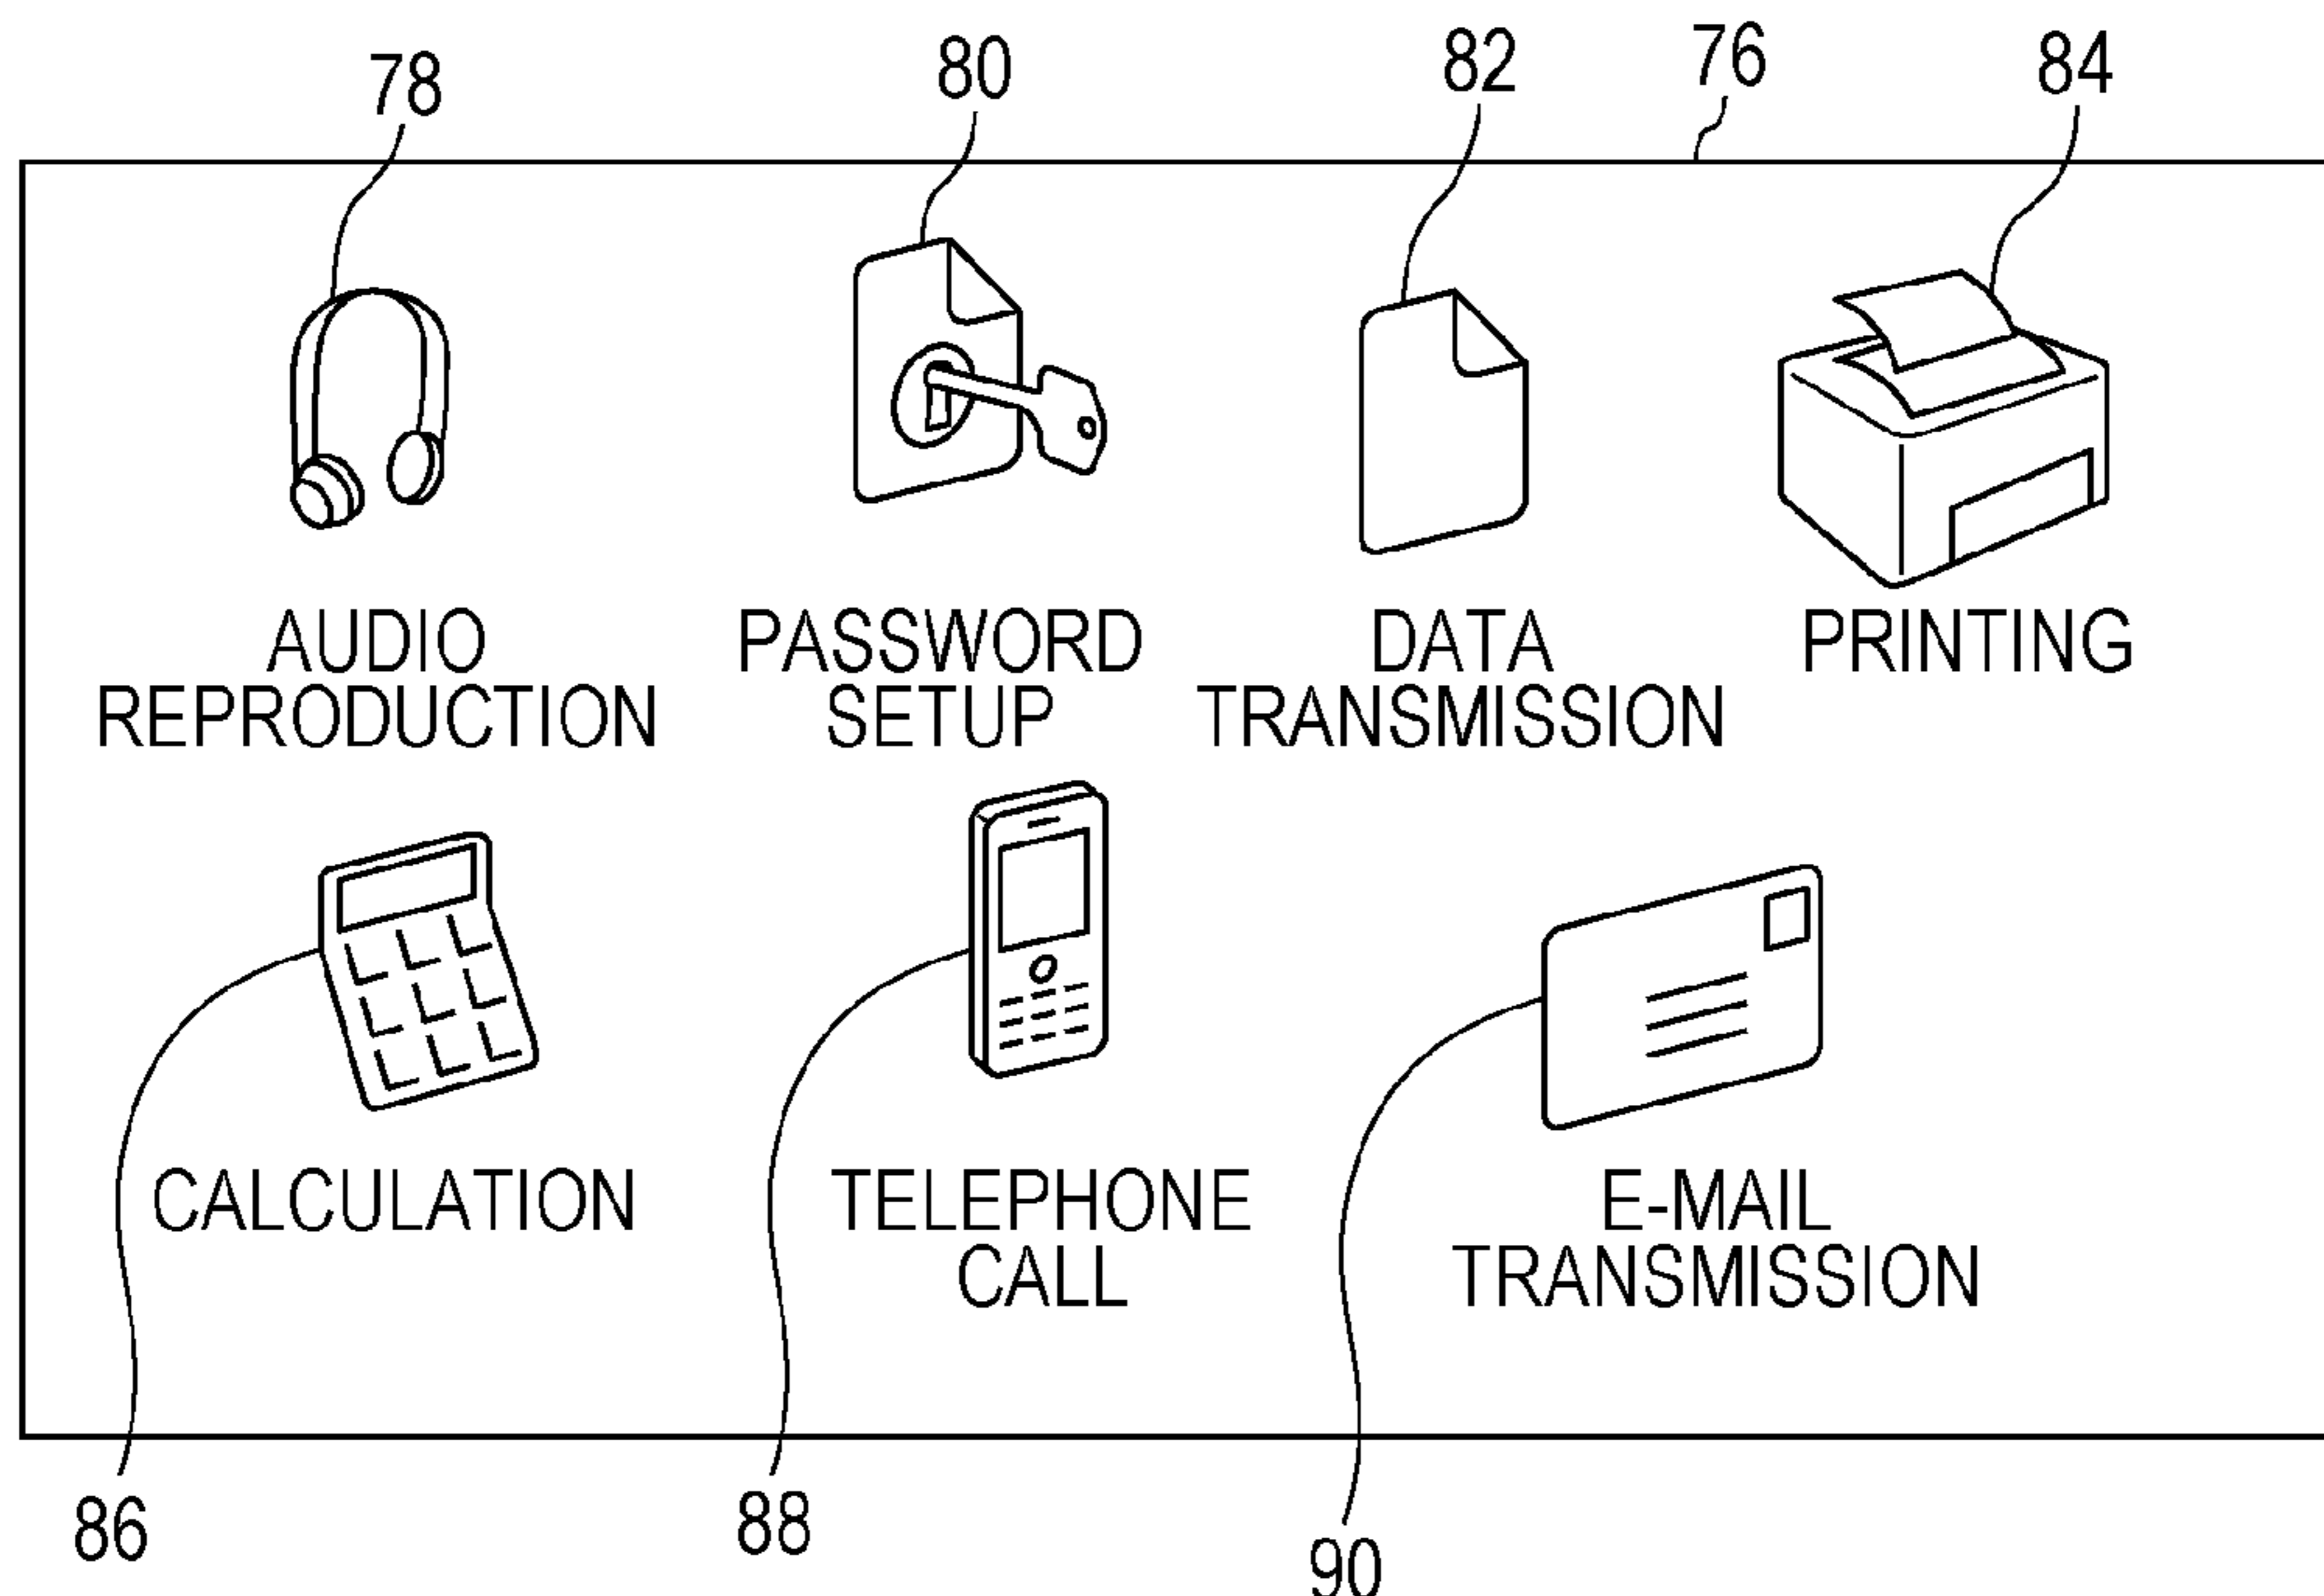 78
80
82
76
84
AUDIO
REPRODUCTION
PASSWORD
SETUP
DATA
TRANSMISSION
PRINTING
CALCULATION
TELEPHONE
CALL
E-MAIL
TRANSMISSION
86
88
90